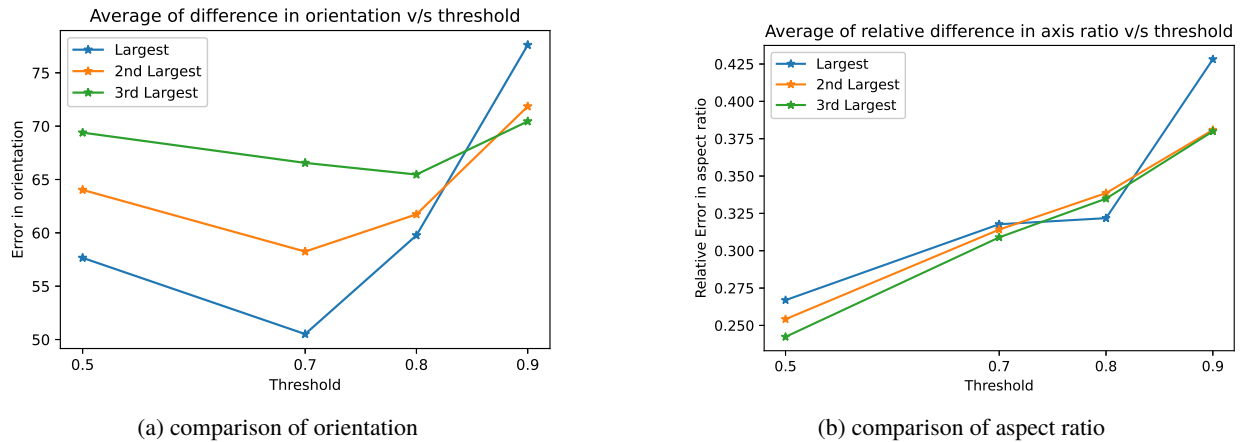 Average of difference in orientation v/s threshold
Largest
2nd Largest
3rd Largest
75
70
65
60
55
50
Error in orientation
0.5
0.7
0.8
0.9
Threshold
(a) comparison of orientation
Average of relative difference in axis ratio v/s threshold
Largest
2nd Largest
3rd Largest
0.425
0.400
0.375
0.350
0.325
0.300
0.275
0.250
Relative Error in aspect ratio
0.5
0.7
0.8
0.9
Threshold
(b) comparison of aspect ratio